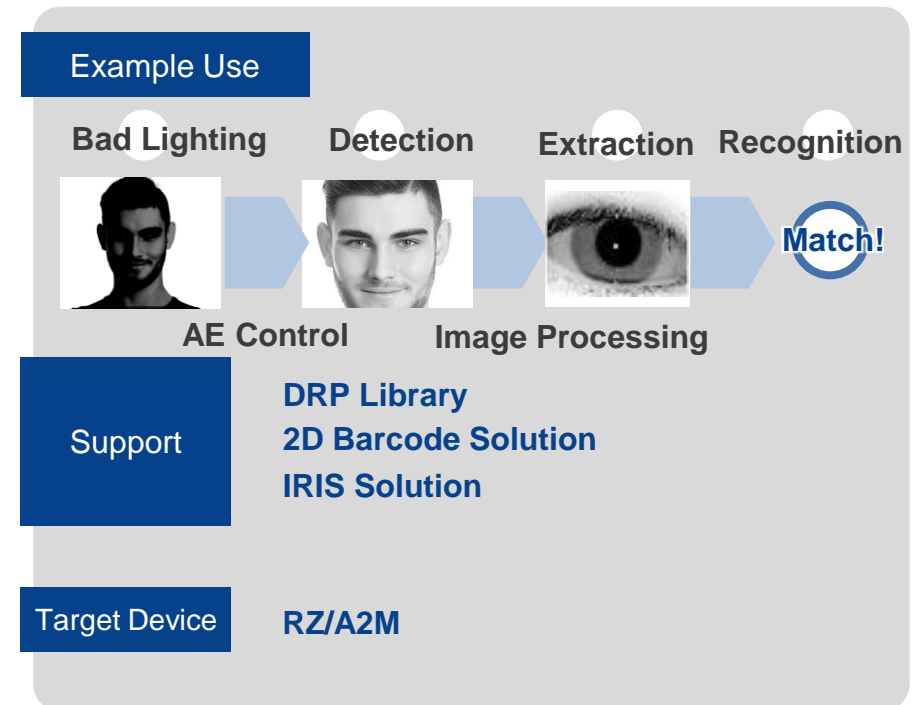 Example Use
Bad Lighting Detection Extraction Recognition
Match!
AE Control Image Processing
Support
DRP Library
2D Barcode Solution
IRIS Solution
Target Device
RZ/A2M